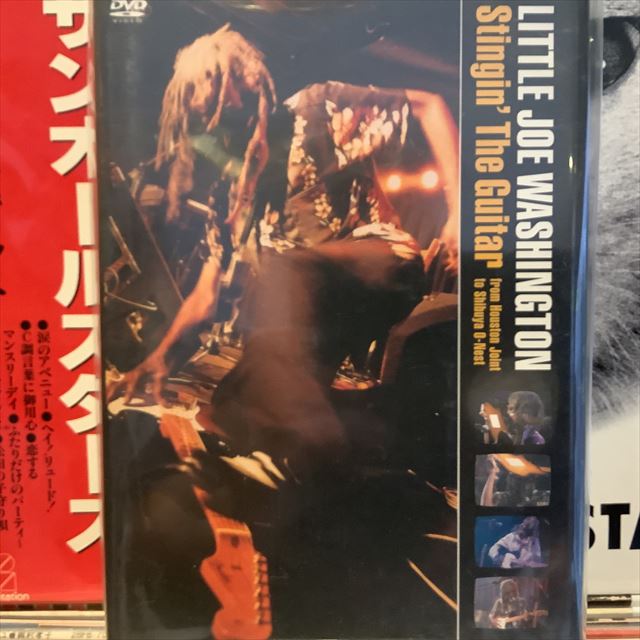 DVD
VIDEO
LITTLE JOE WASHINGTON
Stingin' The Guitar
from Houston Joint
to Shibuya O-Nest
サンオールスターズ
●涙のアベニュー●ヘイ!リュード!
●C調言葉に御用心●恋する
マンスリーデイ●ふたりだけのパーティ〜
STA